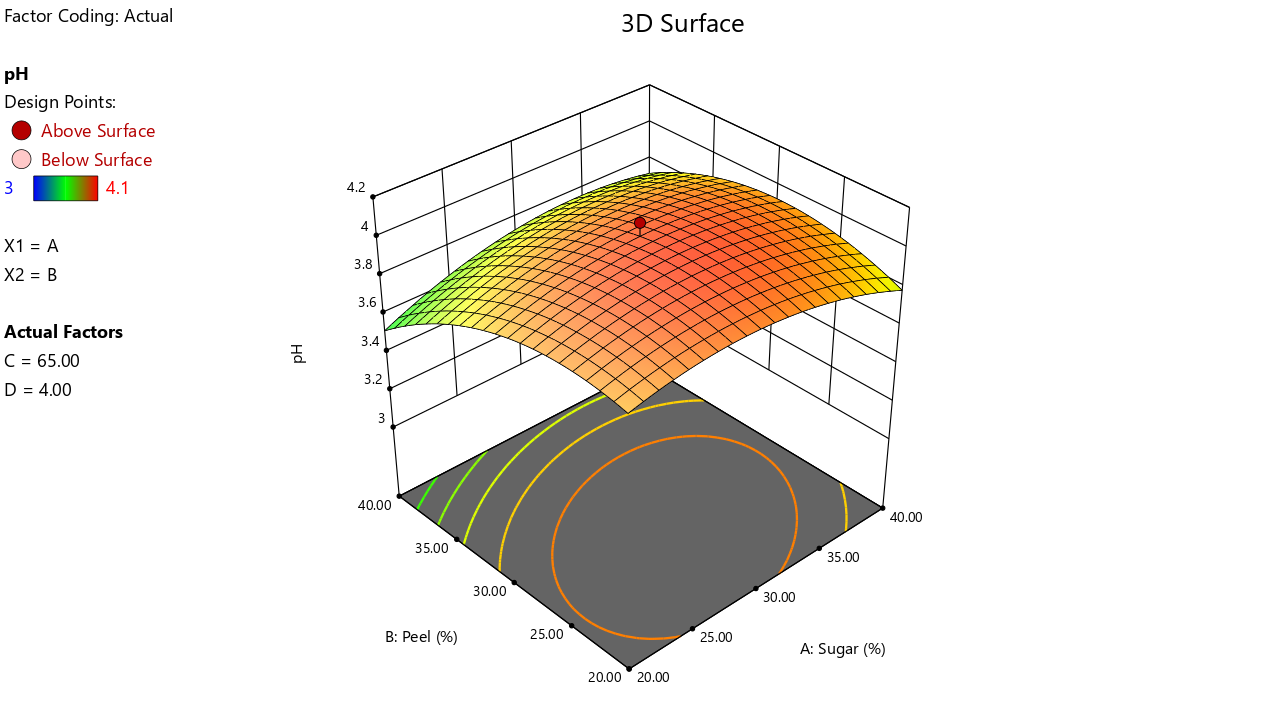 Factor Coding: Actual
3D Surface
pH
Design Points:
Above Surface
Below Surface
3 4.1
X1 = A
X2 = B
Actual Factors
C = 65.00
D = 4.00
4.2
4
3.8
3.6
3.4
3.2
3
pH
40.00
35.00
30.00
25.00
20.00
B: Peel (%)
20.00
25.00
30.00
35.00
40.00
A: Sugar (%)